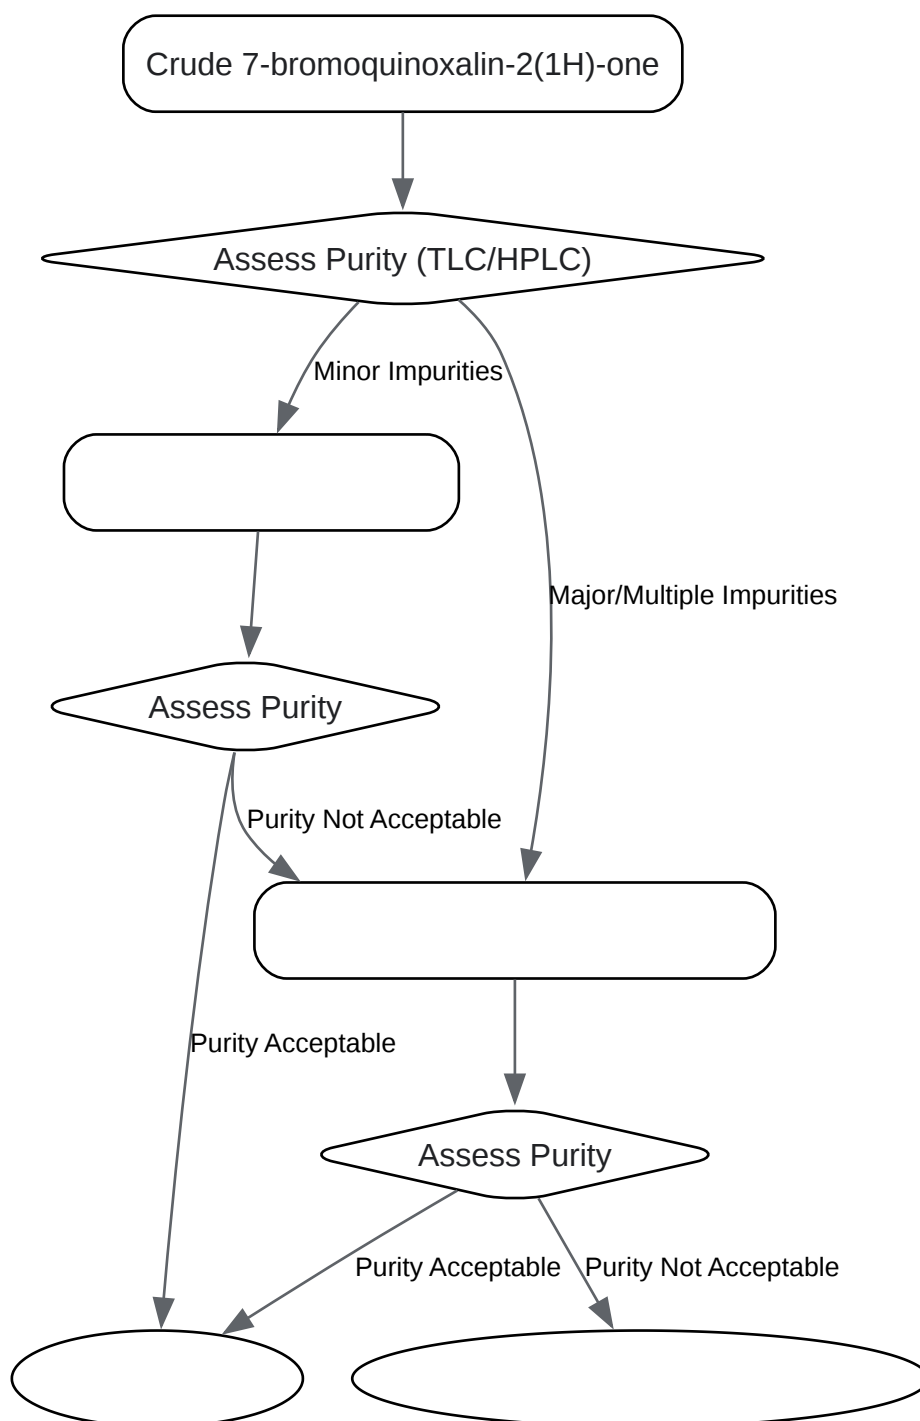 Crude 7-bromoquinoxalin-2(1H)-one
Assess Purity (TLC/HPLC)
Minor Impurities
Major/Multiple Impurities
Assess Purity
Purity Not Acceptable
Purity Acceptable
Assess Purity
Purity Acceptable
Purity Not Acceptable